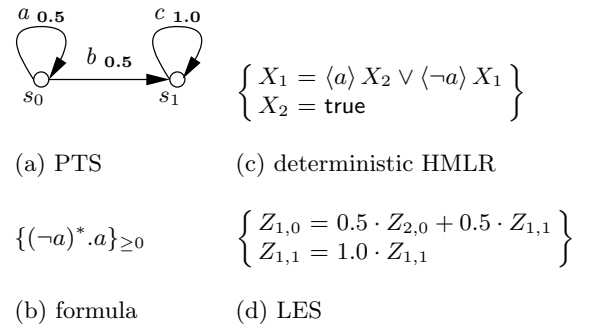 a 0.5
c 1.0
b 0.5
s₀
s₁
X₁ = ⟨a⟩ X₂ ∨ ⟨¬a⟩ X₁
X₂ = true
(a) PTS
(c) deterministic HMLR
{(¬a)*.a}≥0
Z₁,₀ = 0.5 · Z₂,₀ + 0.5 · Z₁,₁
Z₁,₁ = 1.0 · Z₁,₁
(b) formula
(d) LES